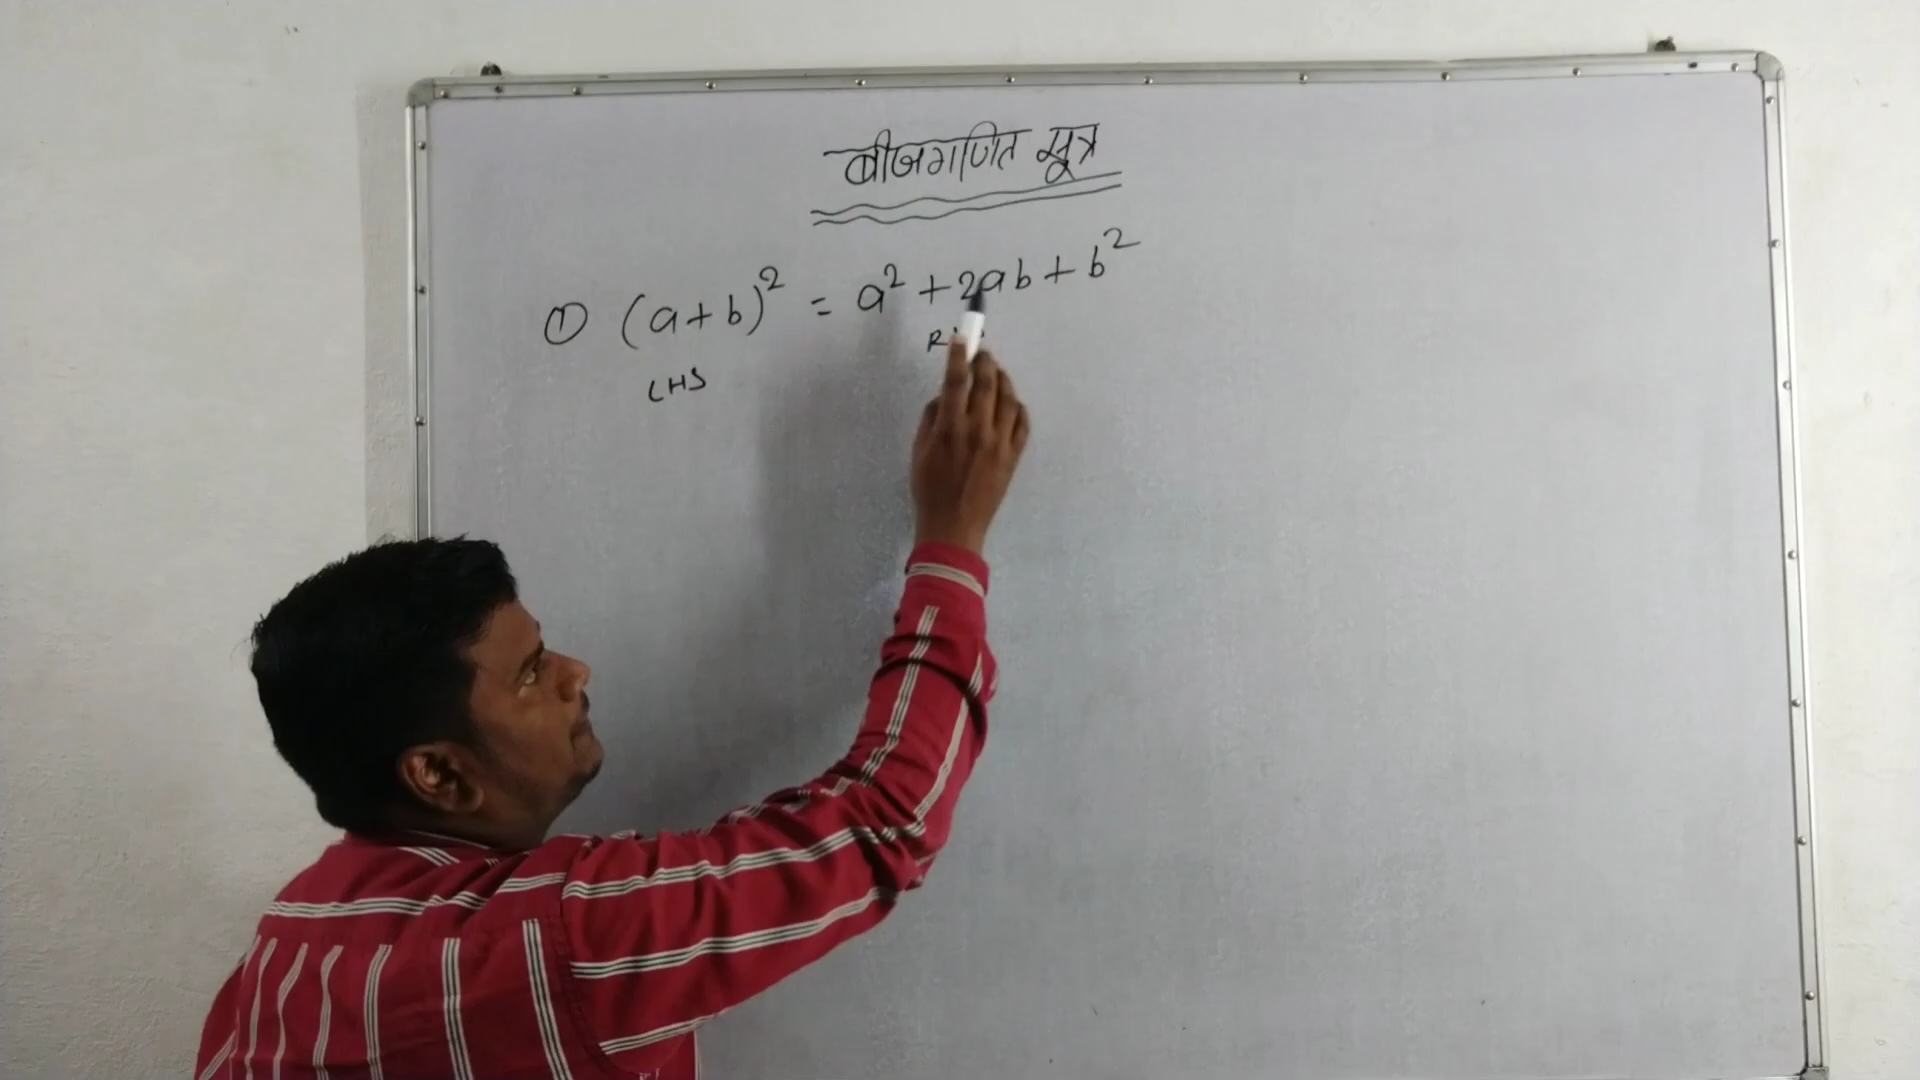 बीजगणित सूत्र
① (a+b)² = a² + 2ab + b²
LHS